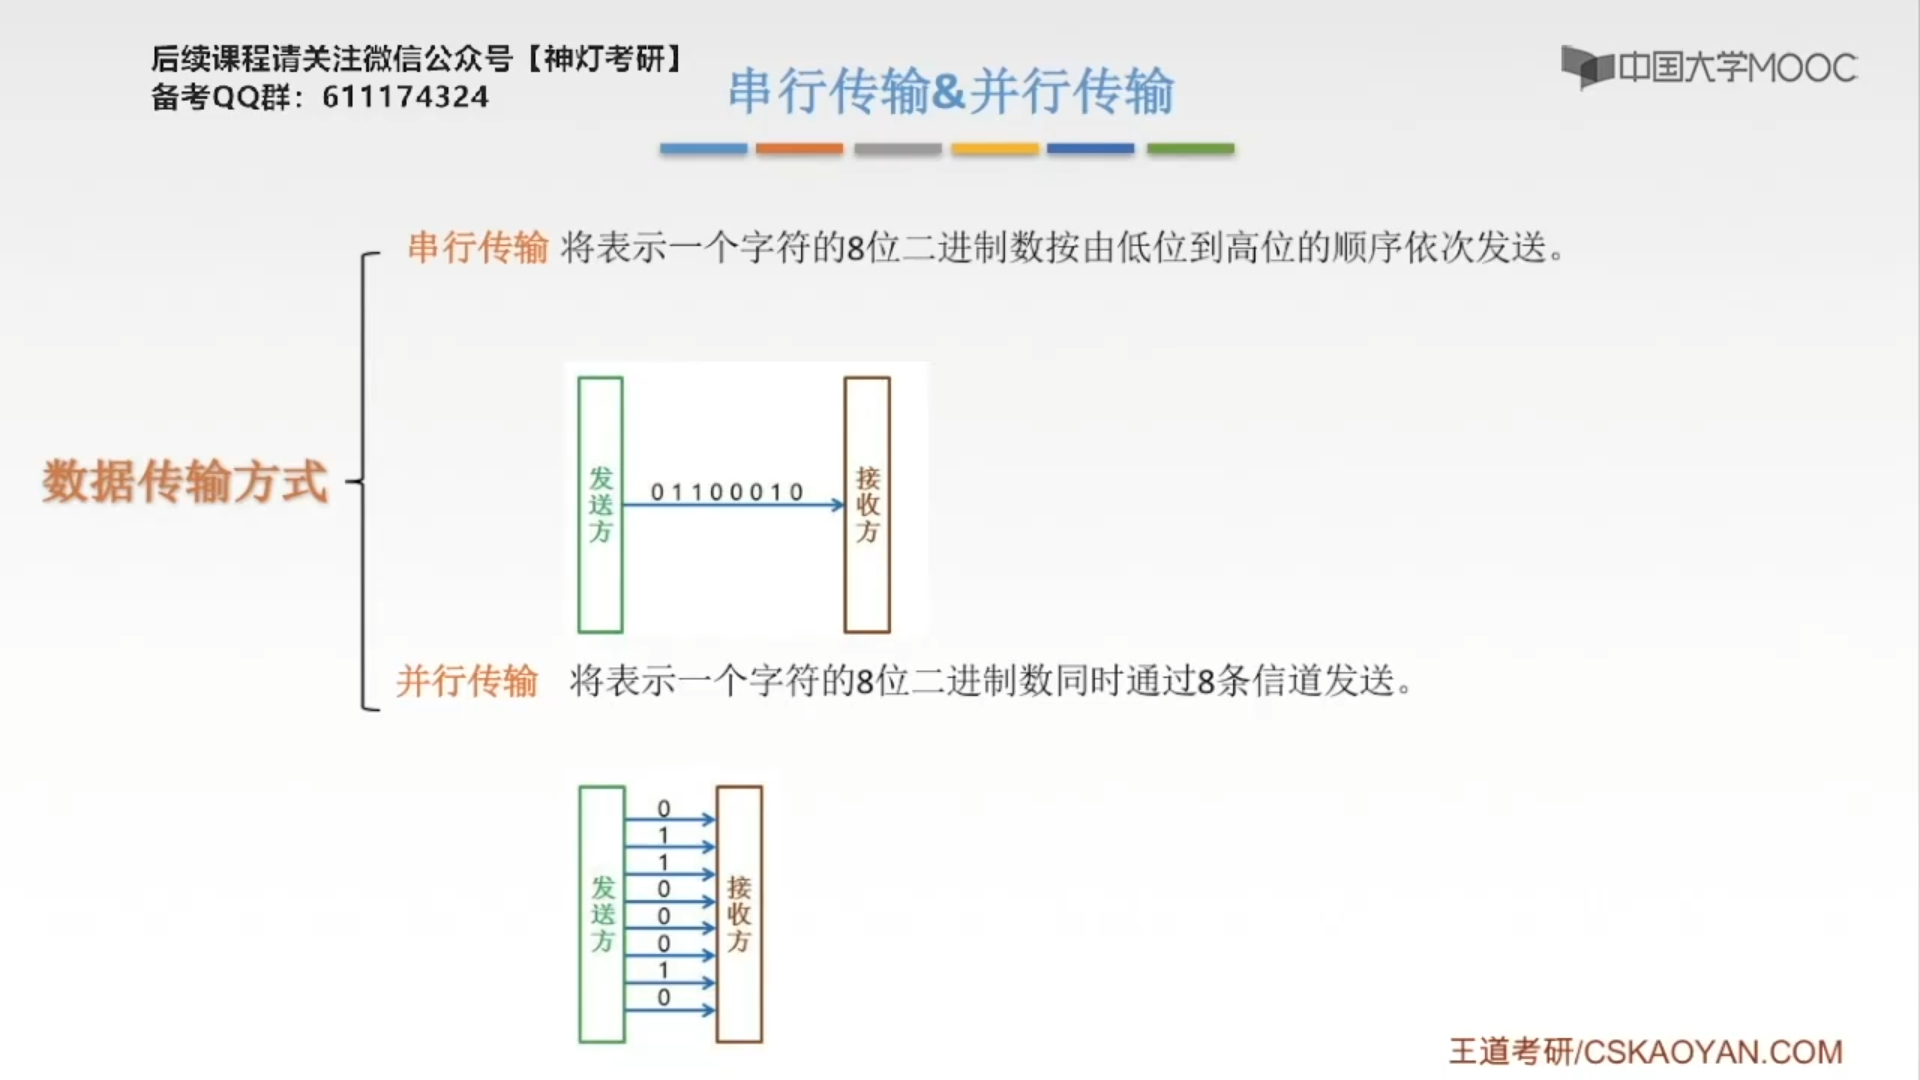 后续课程请关注微信公众号【神灯考研】
备考QQ群：611174324
串行传输&并行传输
中国大学MOOC
串行传输 将表示一个字符的8位二进制数按由低位到高位的顺序依次发送。
发送方
01100010
接收方
数据传输方式
并行传输 将表示一个字符的8位二进制数同时通过8条信道发送。
发送方
0
1
1
0
0
0
1
0
接收方
王道考研/CSKAOYAN.COM